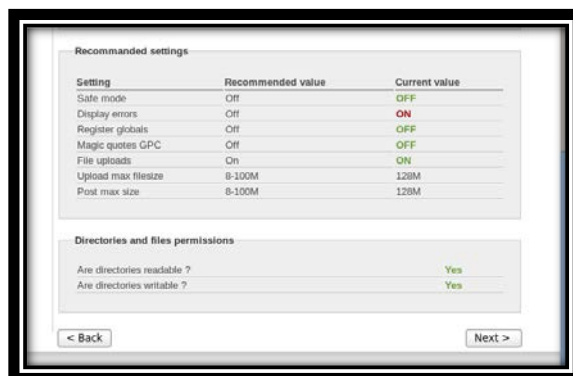 Recommanded settings
Setting Recommended value Current value
Safe mode Off OFF
Display errors Off ON
Register globals Off OFF
Magic quotes GPC Off OFF
File uploads On ON
Upload max filesize 8-100M 128M
Post max size 8-100M 128M
Directories and files permissions
Are directories readable ? Yes
Are directories writable ? Yes
< Back Next >